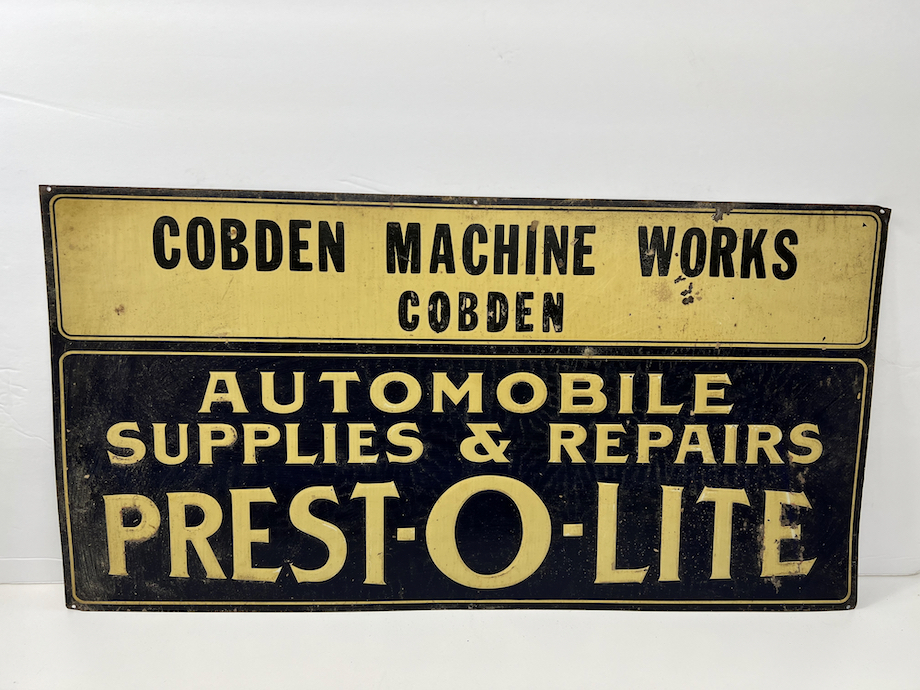 COBDEN MACHINE WORKS
COBDEN
AUTOMOBILE
SUPPLIES & REPAIRS
PREST-O-LITE